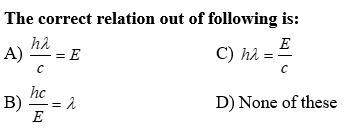 The correct relation out of following is:
A) hλ/c = E
C) hλ = E/c
B) hc/E = λ
D) None of these